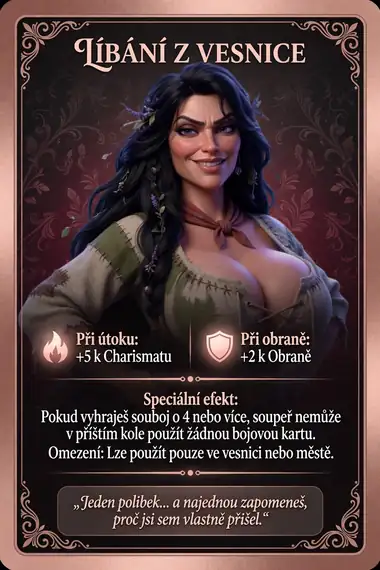 LÍBÁNÍ Z VESNICE
Při útoku:
+5 k Charismatu
Při obraně:
+2 k Obraně
Speciální efekt:
Pokud vyhraješ souboj o 4 nebo více, soupeř nemůže
v příštím kole použít žádnou bojovou kartu.
Omezení: Lze použít pouze ve vesnici nebo městě.
„Jeden polibek... a najednou zapomeneš,
proč jsi sem vlastně přišel.“